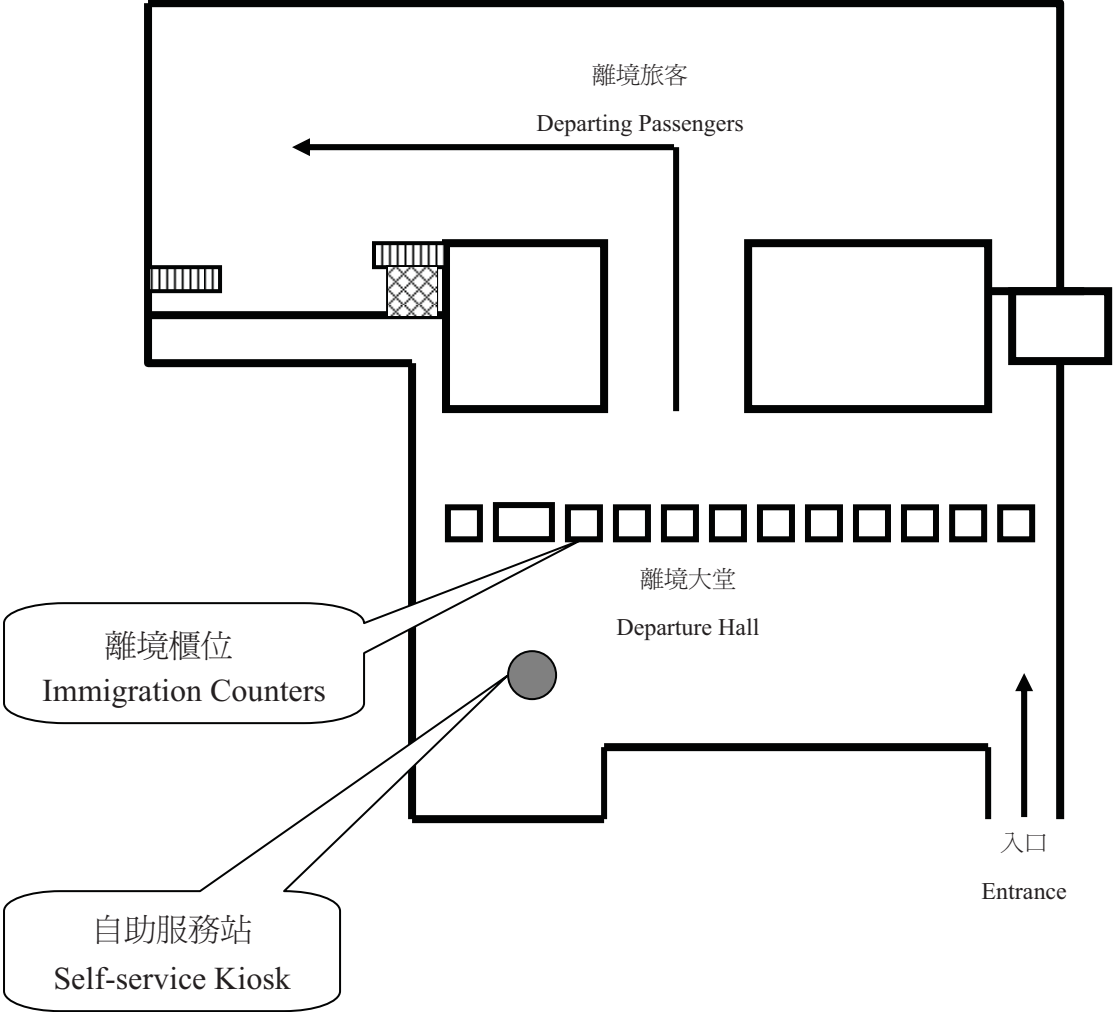 離境旅客
Departing Passengers
離境大堂
Departure Hall
離境櫃位
Immigration Counters
入口
Entrance
自助服務站
Self-service Kiosk